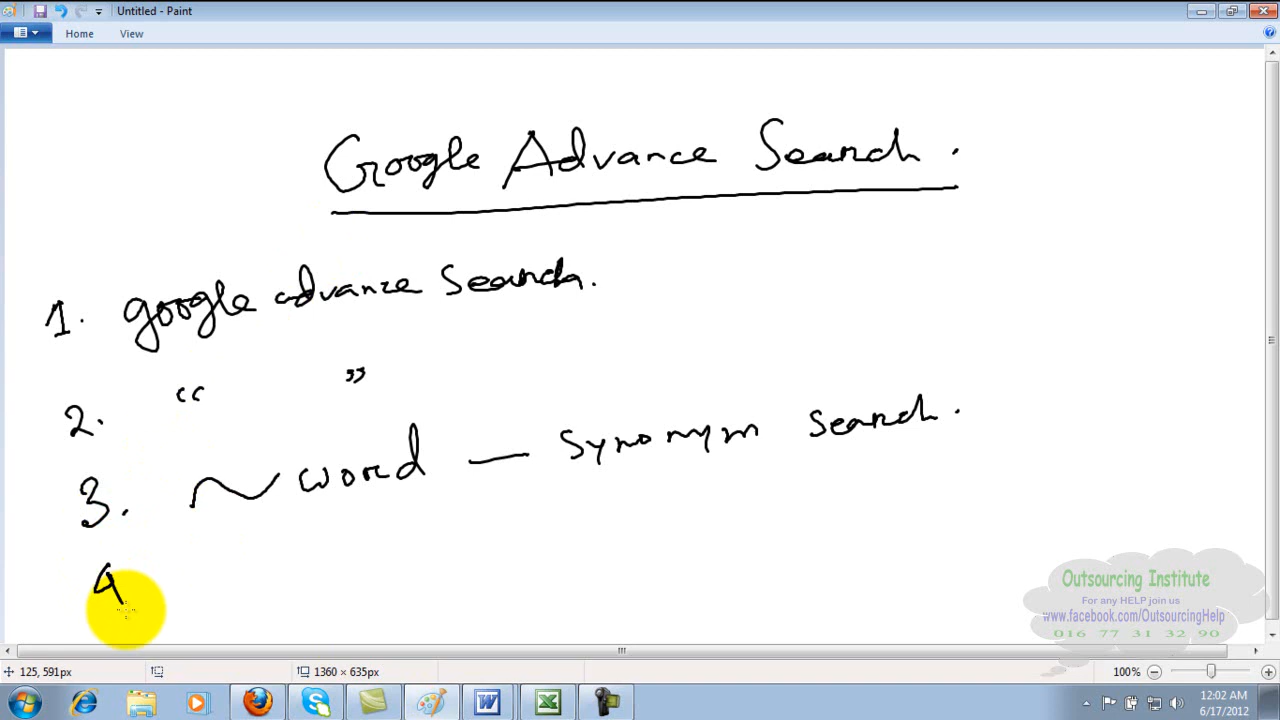 Untitled - Paint
Home View
Google Advance Search.
1. google advance search.
2. “ ”
3. ~word — synonym search.
4
Outsourcing Institute
For any HELP join us
www.facebook.com/OutsourcingHelp
016 77 31 32 90
125, 591px 1360 × 635px 100%
12:02 AM
6/17/2012